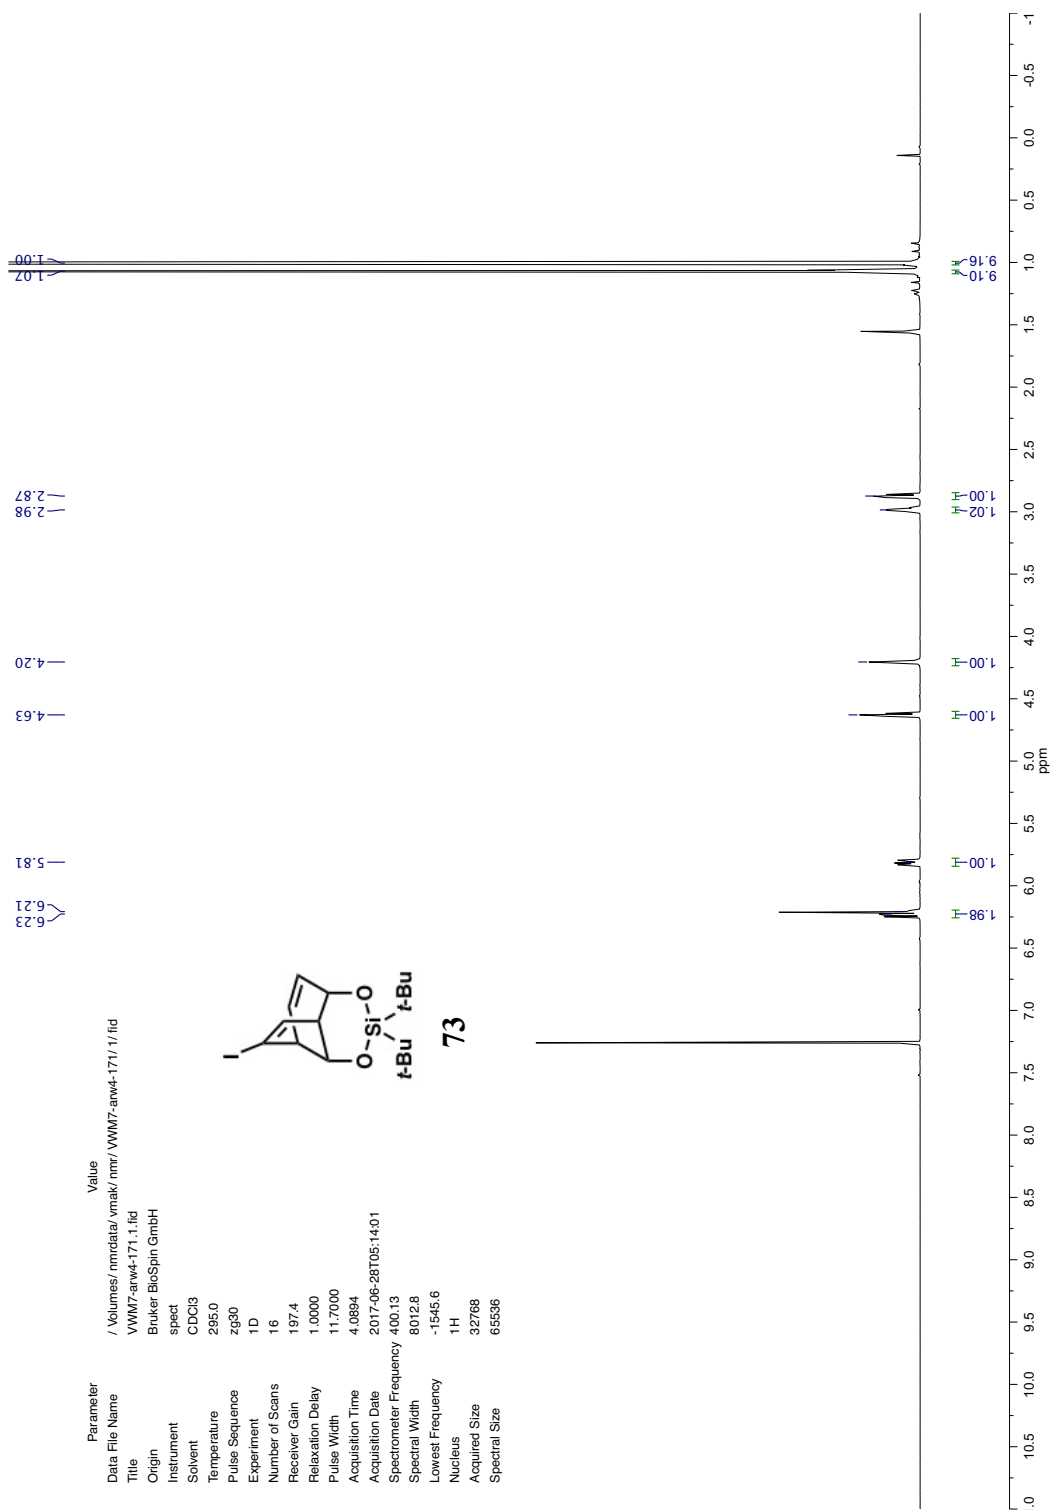 Parameter Value
Data File Name / Volumes/ nmrdata/ vmak/ nmr/ VWM7-arw4-171/ 1/ fid
Title VWM7-arw4-171.1.fid
Origin Bruker BioSpin GmbH
Instrument spect
Solvent CDCl3
Temperature 295.0
Pulse Sequence zg30
Experiment 1D
Number of Scans 16
Receiver Gain 197.4
Relaxation Delay 1.0000
Pulse Width 11.7000
Acquisition Time 4.0894
Acquisition Date 2017-06-28T05:14:01
Spectrometer Frequency 400.13
Spectral Width 8012.8
Lowest Frequency -1545.6
Nucleus 1H
Acquired Size 32768
Spectral Size 65536
I
O O
Si
t-Bu t-Bu
73
6.23
6.21
5.81
4.63
4.20
2.98
2.87
1.07
1.00
1.98
1.00
1.00
1.00
1.02
1.00
9.10
9.16
.0 10.5 10.0 9.5 9.0 8.5 8.0 7.5 7.0 6.5 6.0 5.5 5.0 4.5 4.0 3.5 3.0 2.5 2.0 1.5 1.0 0.5 0.0 -0.5 -1
ppm